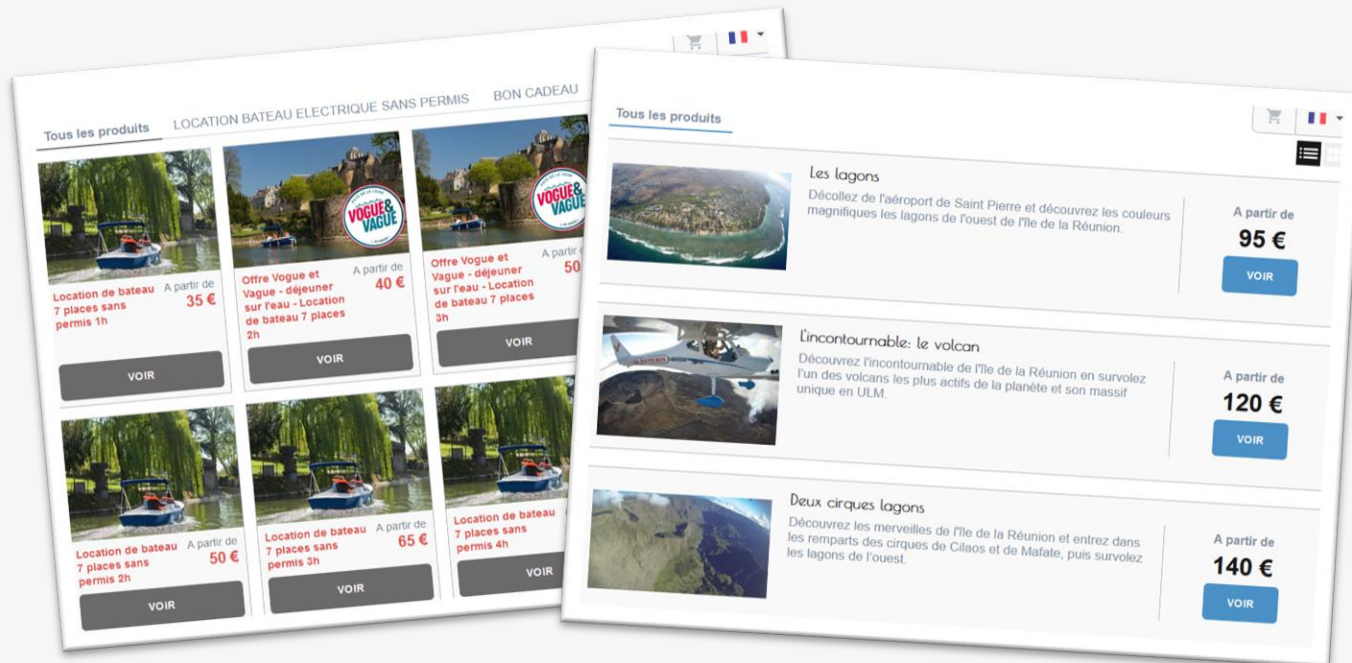 Tous les produits
LOCATION BATEAU ELECTRIQUE SANS PERMIS
BON CADEAU
VOGUE&
VAGUE
VOGUE&
VAGUE
Location de bateau
7 places sans
permis 1h
A partir de
35 €
VOIR
Offre Vogue et
Vague - déjeuner
sur l'eau - Location
de bateau 7 places
2h
A partir de
40 €
VOIR
Offre Vogue et
Vague - déjeuner
sur l'eau - Location
de bateau 7 places
3h
A partir
50
VOIR
Location de bateau
7 places sans
permis 2h
A partir de
50 €
VOIR
Location de bateau
7 places sans
permis 3h
A partir de
65 €
VOIR
Location de bateau
7 places sans
permis 4h
VOIR
Tous les produits
Les lagons
Décollez de l'aéroport de Saint Pierre et découvrez les couleurs
magnifiques les lagons de l'ouest de l'île de la Réunion.
A partir de
95 €
VOIR
L'incontournable: le volcan
Découvrez l'incontournable de l'île de la Réunion en survolez
l'un des volcans les plus actifs de la planète et son massif
unique en ULM.
A partir de
120 €
VOIR
Deux cirques lagons
Découvrez les merveilles de l'île de la Réunion et entrez dans
les remparts des cirques de Cilaos et de Mafate, puis survolez
les lagons de l'ouest.
A partir de
140 €
VOIR